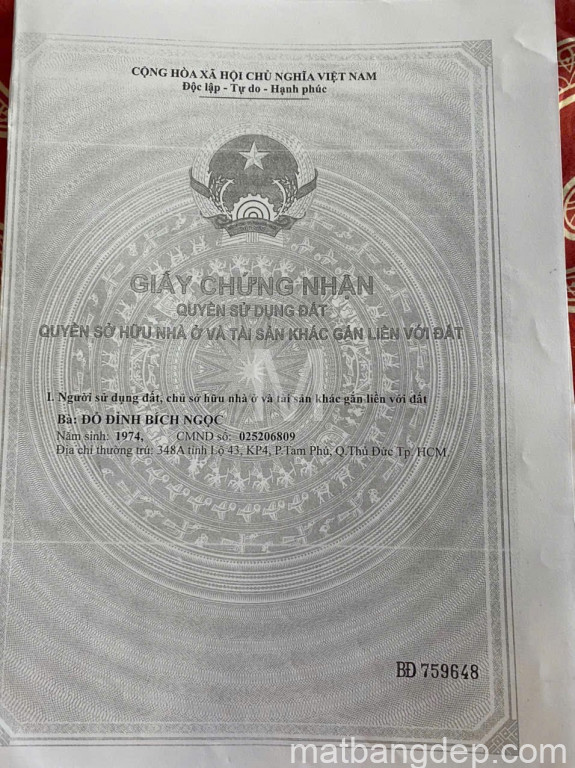 CỘNG HÒA XÃ HỘI CHỦ NGHĨA VIỆT NAM
Độc lập - Tự do - Hạnh phúc
GIẤY CHỨNG NHẬN
QUYỀN SỬ DỤNG ĐẤT
QUYỀN SỞ HỮU NHÀ Ở VÀ TÀI SẢN KHÁC GẮN LIỀN VỚI ĐẤT
I. Người sử dụng đất, chủ sở hữu nhà ở và tài sản khác gắn liền với đất
Bà: ĐỖ ĐÌNH BÍCH NGỌC
Năm sinh: 1974, CMND số: 025206809
Địa chỉ thường trú: 348A tỉnh Lộ 43, KP4, P.Tam Phú, Q.Thủ Đức Tp. HCM.
BĐ 759648
matbangdep.com